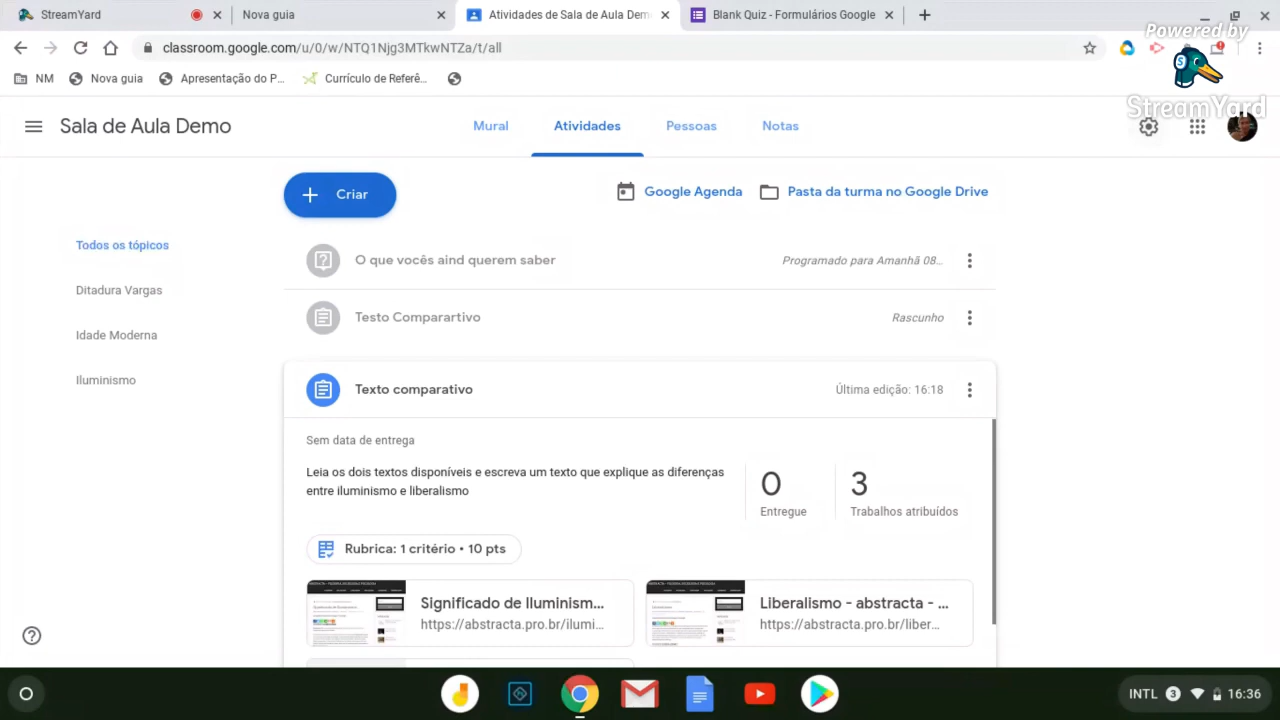 StreamYard
Nova guia
Atividades de Sala de Aula Dem
Blank Quiz - Formulários Google
classroom.google.com/u/0/w/NTQ1Njg3MTkwNTZa/t/all
Powered by
StreamYard
NM
Nova guia
Apresentação do P...
Currículo de Referê...
Sala de Aula Demo
Mural
Atividades
Pessoas
Notas
Criar
Google Agenda
Pasta da turma no Google Drive
Todos os tópicos
Ditadura Vargas
Idade Moderna
Iluminismo
O que vocês aind querem saber
Programado para Amanhã 08...
Testo Comparartivo
Rascunho
Texto comparativo
Última edição: 16:18
Sem data de entrega
Leia os dois textos disponíveis e escreva um texto que explique as diferenças
entre iluminismo e liberalismo
0
Entregue
3
Trabalhos atribuídos
Rubrica: 1 critério • 10 pts
Significado de Iluminism...
https://abstracta.pro.br/ilumi...
Liberalismo - abstracta - ...
https://abstracta.pro.br/liber...
INTL
3
16:36